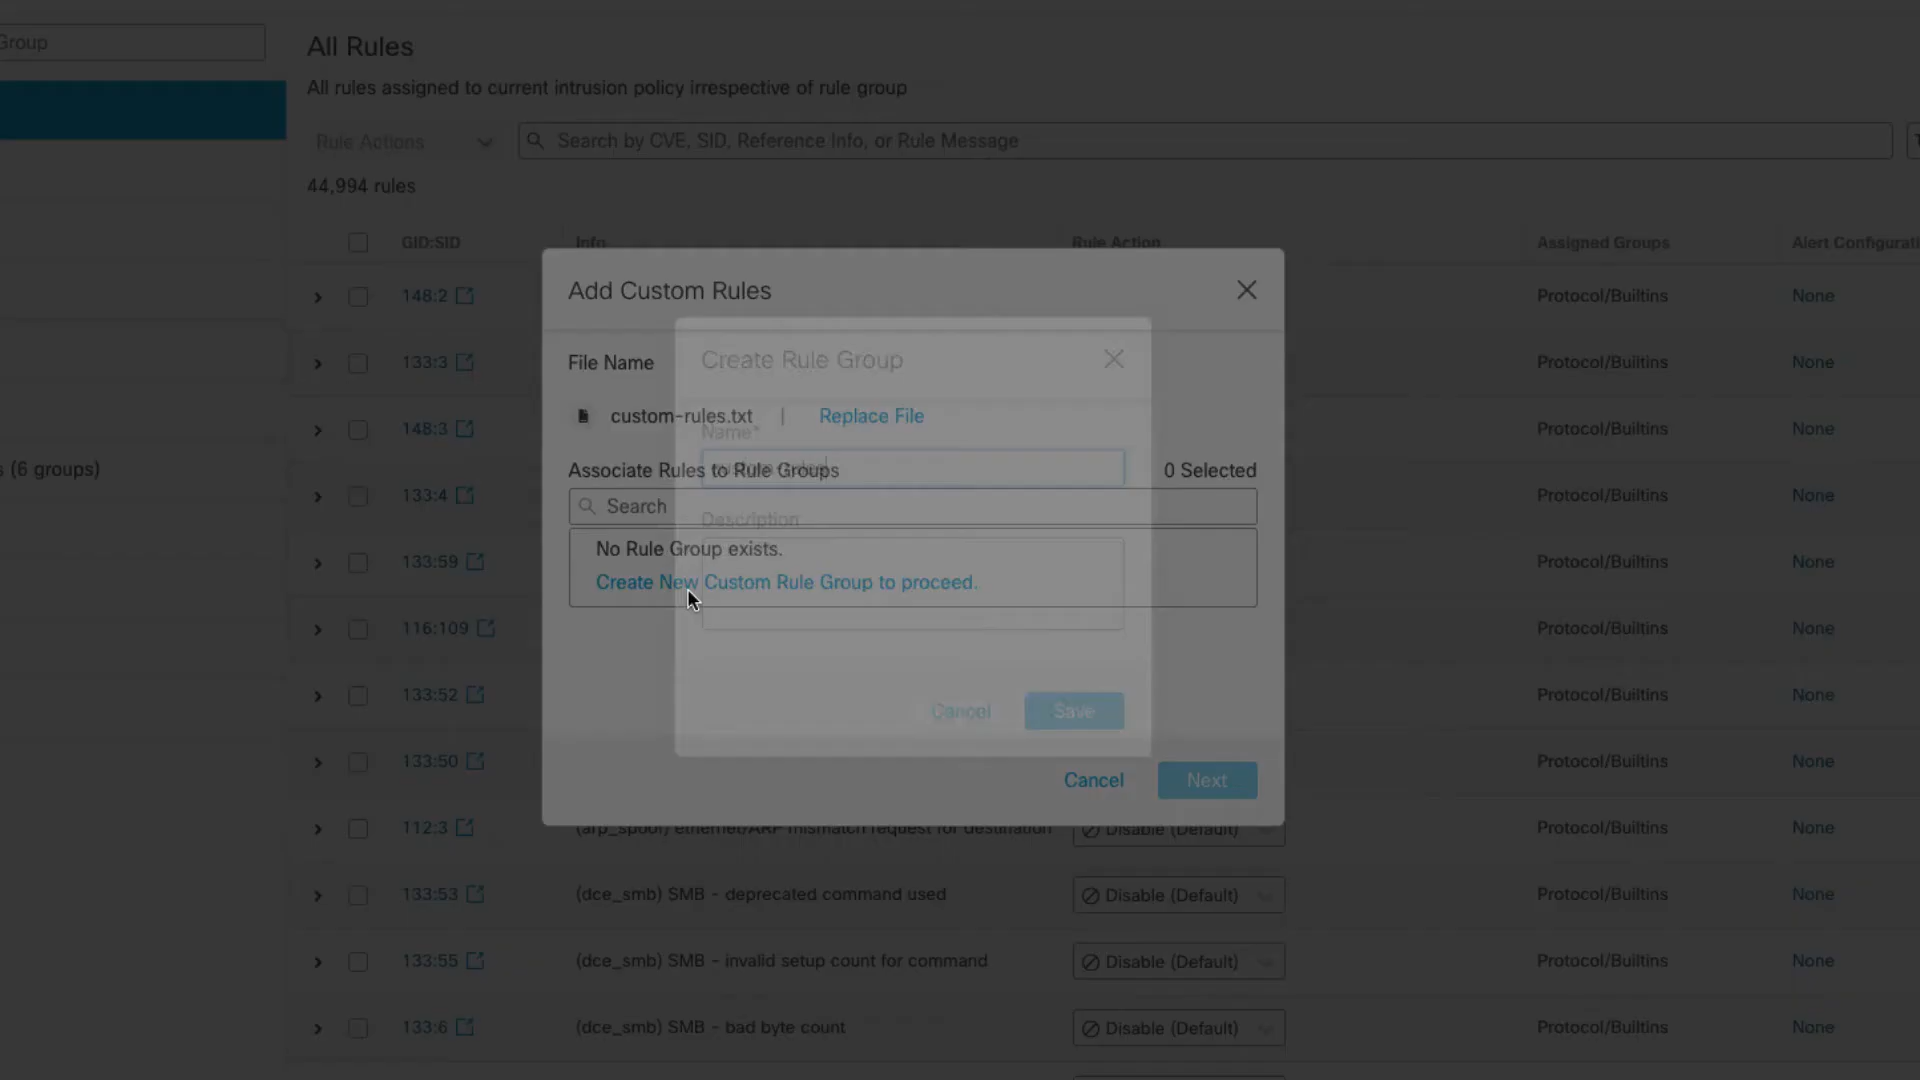 Group
All Rules
All rules assigned to current intrusion policy irrespective of rule group
Rule Actions
Search by CVE, SID, Reference Info, or Rule Message
44,994 rules
GID:SID Info Rule Action Assigned Groups Alert Configurati
148:2 Protocol/Builtins None
133:3 Protocol/Builtins None
148:3 Protocol/Builtins None
s (6 groups)
133:4 Protocol/Builtins None
133:59 Protocol/Builtins None
116:109 Protocol/Builtins None
133:52 Protocol/Builtins None
133:50 Protocol/Builtins None
112:3 (arp_spoof) ethernet/ARP mismatch request for destination Disable (Default) Protocol/Builtins None
133:53 (dce_smb) SMB - deprecated command used Disable (Default) Protocol/Builtins None
133:55 (dce_smb) SMB - invalid setup count for command Disable (Default) Protocol/Builtins None
133:6 (dce_smb) SMB - bad byte count Disable (Default) Protocol/Builtins None
Add Custom Rules
File Name
custom-rules.txt | Replace File
Associate Rules to Rule Groups 0 Selected
Search
No Rule Group exists.
Create New Custom Rule Group to proceed.
Cancel Next
Create Rule Group
Name*
Description
Cancel Save